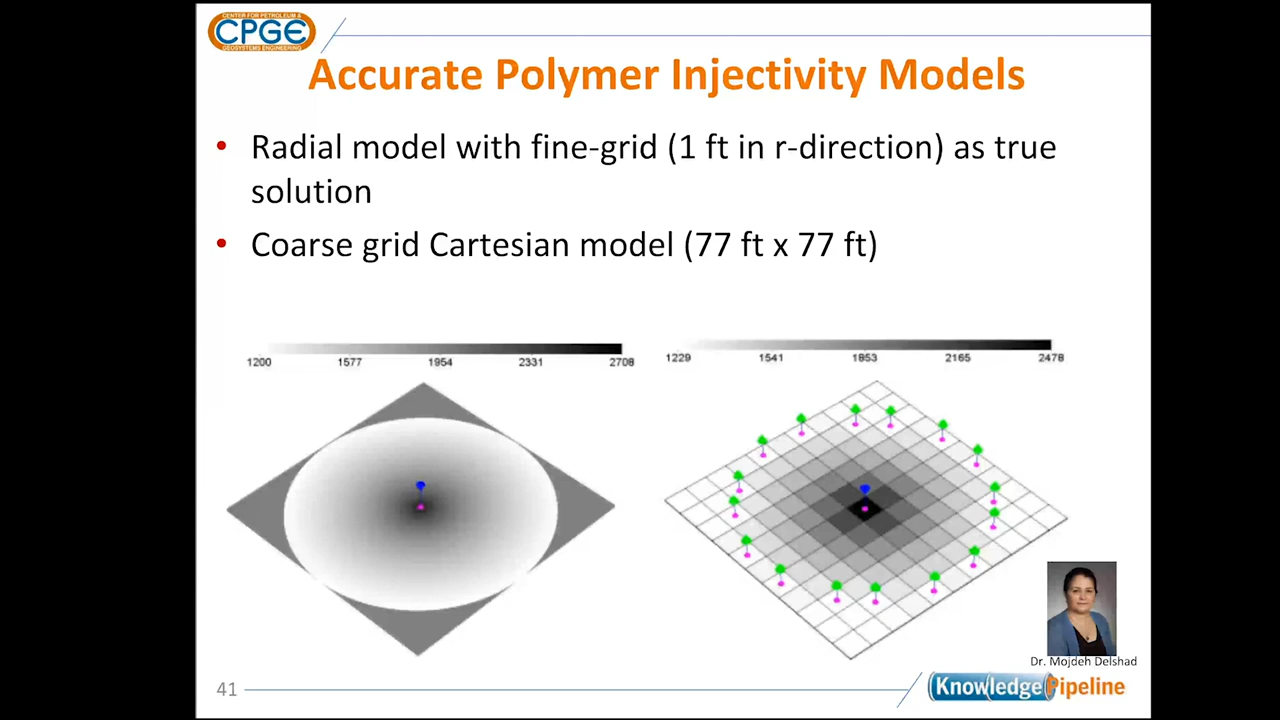 CENTER FOR PETROLEUM &
CPGE
GEOSYSTEMS ENGINEERING
Accurate Polymer Injectivity Models
• Radial model with fine-grid (1 ft in r-direction) as true
solution
• Coarse grid Cartesian model (77 ft x 77 ft)
1200 1577 1954 2331 2708
1229 1541 1853 2165 2478
Dr. Mojdeh Delshad
41
Knowledge Pipeline